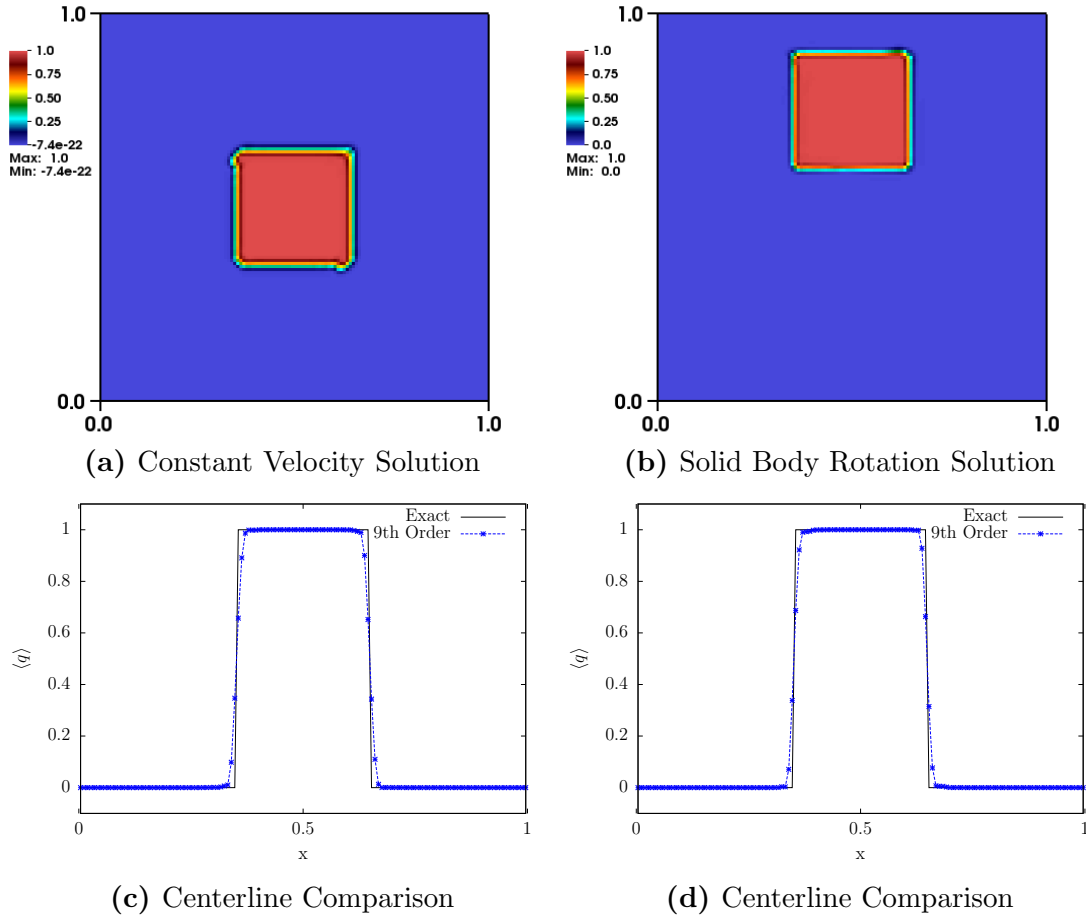 1.0
1.0
0.75
0.50
0.25
-7.4e-22
Max: 1.0
Min: -7.4e-22
0.0
0.0
1.0
(a) Constant Velocity Solution
1.0
1.0
0.75
0.50
0.25
0.0
Max: 1.0
Min: 0.0
0.0
0.0
1.0
(b) Solid Body Rotation Solution
Exact
9th Order
1
0.8
0.6
0.4
0.2
0
⟨q⟩
0
0.5
1
x
(c) Centerline Comparison
Exact
9th Order
1
0.8
0.6
0.4
0.2
0
⟨q⟩
0
0.5
1
x
(d) Centerline Comparison